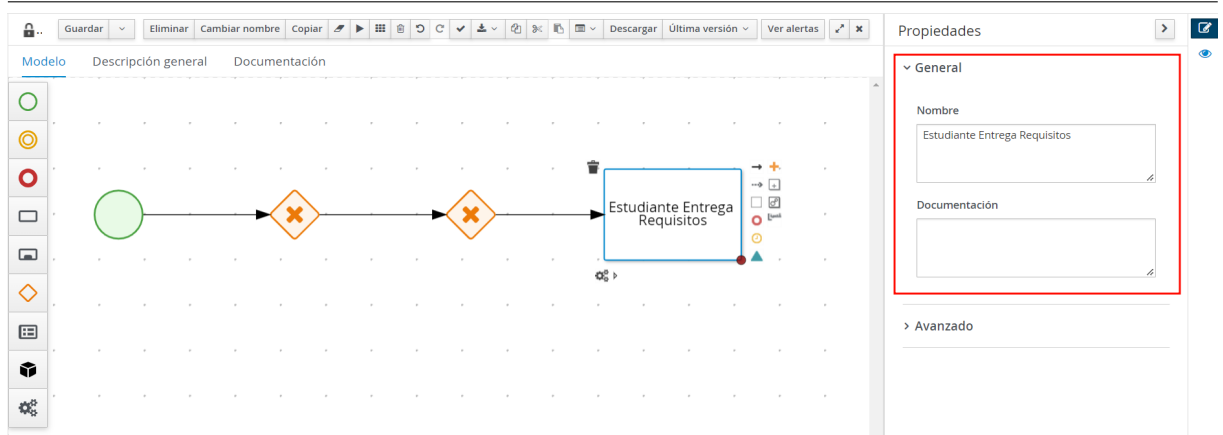 Guardar Eliminar Cambiar nombre Copiar Descargar Última versión Ver alertas
Propiedades
Modelo Descripción general Documentación
General
Nombre
Estudiante Entrega Requisitos
Documentación
Estudiante Entrega
Requisitos
Avanzado